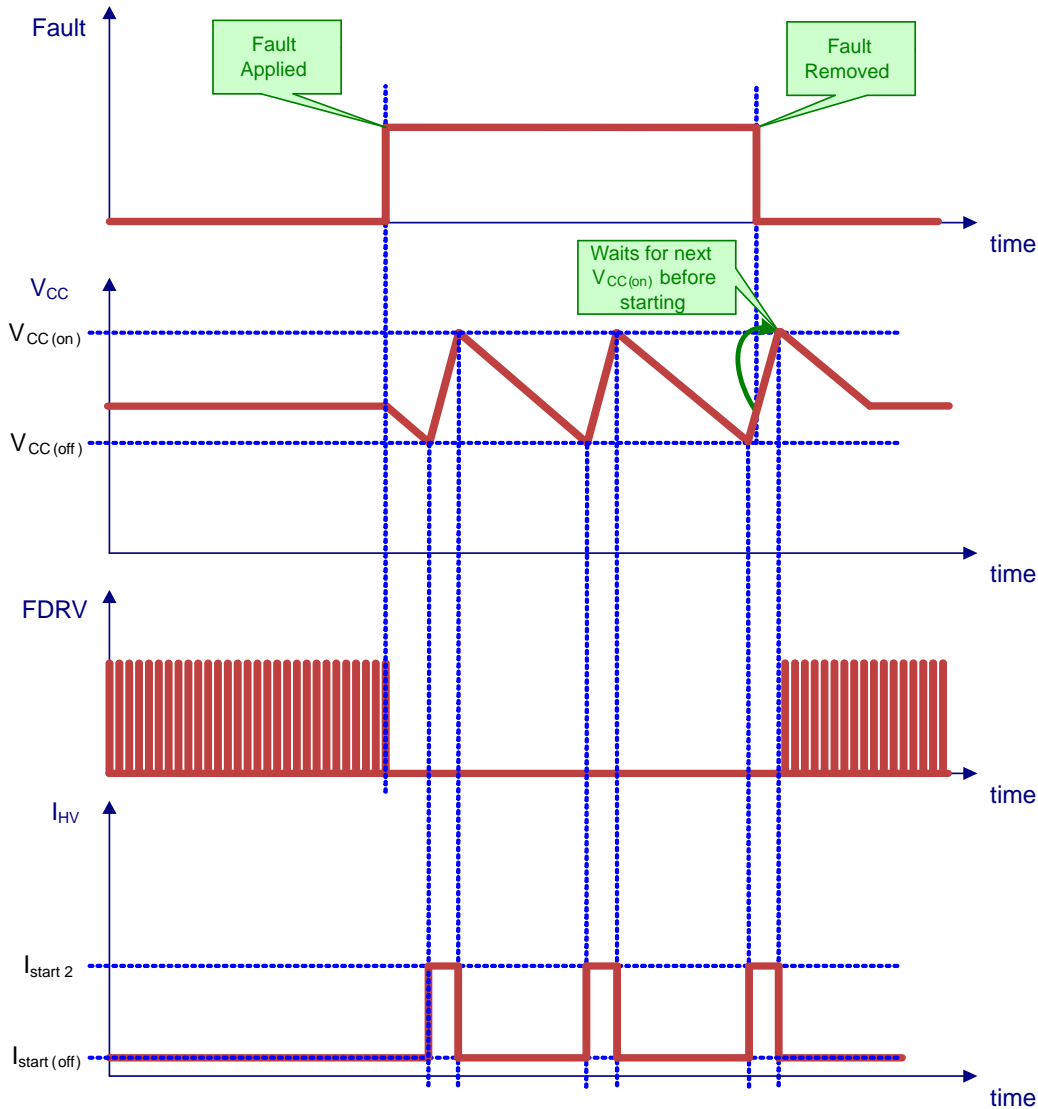 Fault
Fault
Applied
Fault
Removed
time
Waits for next
VCC(on) before
starting
VCC
VCC(on)
VCC(off)
time
FDRV
time
IHV
Istart 2
Istart(off)
time